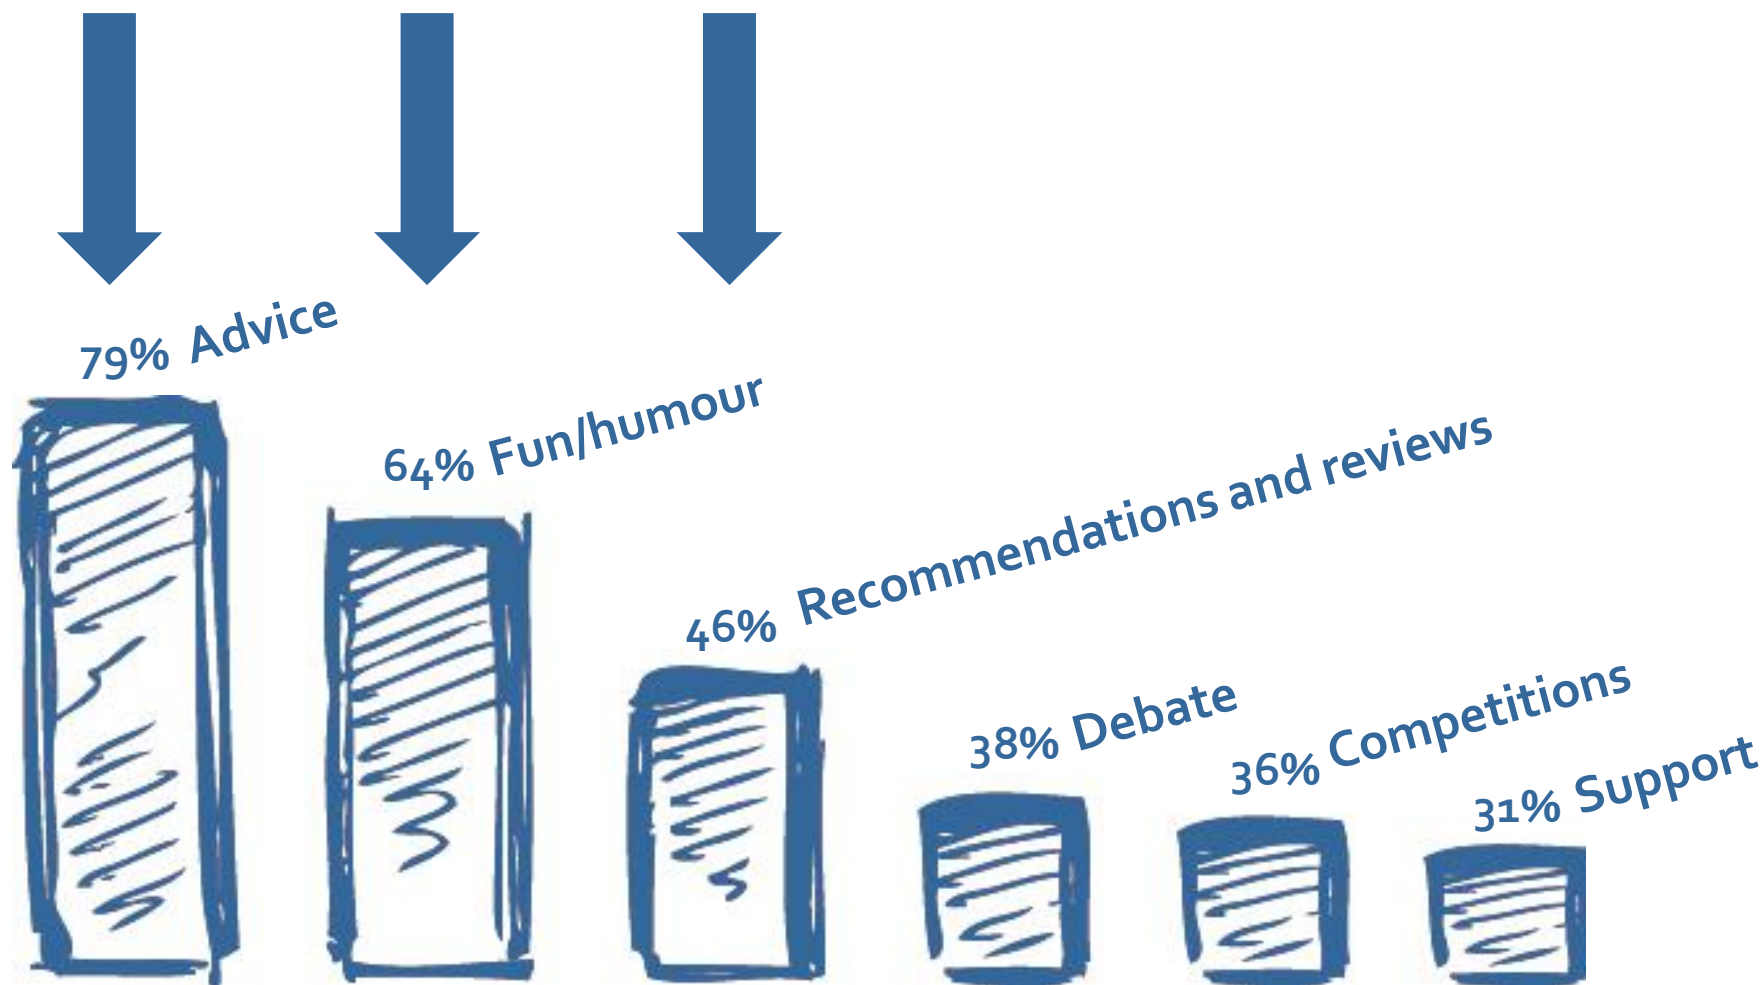 79% Advice
64% Fun/humour
46% Recommendations and reviews
38% Debate
36% Competitions
31% Support